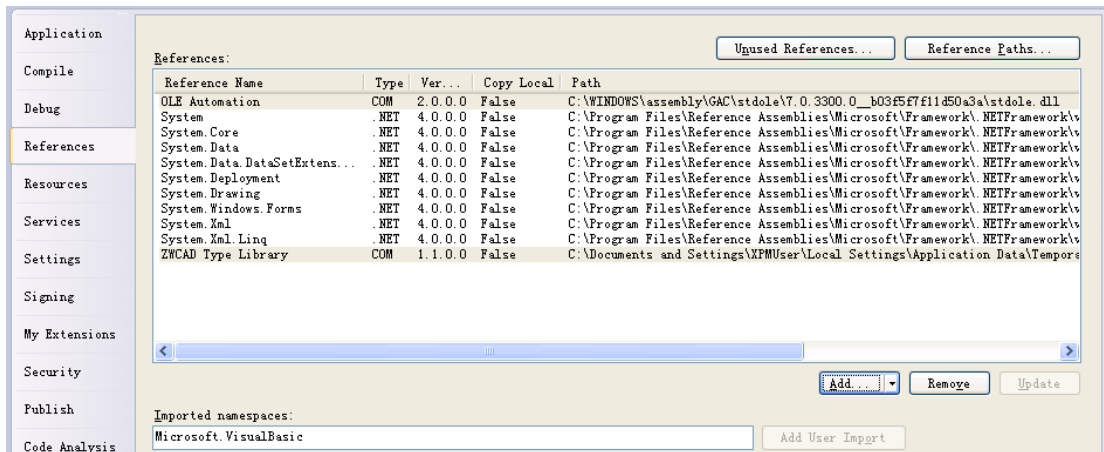 Application
Compile
Debug
References
Resources
Services
Settings
Signing
My Extensions
Security
Publish
Code Analysis
Unused References... Reference Paths...
References:
Reference Name Type Ver... Copy Local Path
OLE Automation COM 2.0.0.0 False C:\WINDOWS\assembly\GAC\stdole\7.0.3300.0__b03f5f7f11d50a3a\stdole.dll
System .NET 4.0.0.0 False C:\Program Files\Reference Assemblies\Microsoft\Framework\.NETFramework\v
System.Core .NET 4.0.0.0 False C:\Program Files\Reference Assemblies\Microsoft\Framework\.NETFramework\v
System.Data .NET 4.0.0.0 False C:\Program Files\Reference Assemblies\Microsoft\Framework\.NETFramework\v
System.Data.DataSetExtens... .NET 4.0.0.0 False C:\Program Files\Reference Assemblies\Microsoft\Framework\.NETFramework\v
System.Deployment .NET 4.0.0.0 False C:\Program Files\Reference Assemblies\Microsoft\Framework\.NETFramework\v
System.Drawing .NET 4.0.0.0 False C:\Program Files\Reference Assemblies\Microsoft\Framework\.NETFramework\v
System.Windows.Forms .NET 4.0.0.0 False C:\Program Files\Reference Assemblies\Microsoft\Framework\.NETFramework\v
System.Xml .NET 4.0.0.0 False C:\Program Files\Reference Assemblies\Microsoft\Framework\.NETFramework\v
System.Xml.Linq .NET 4.0.0.0 False C:\Program Files\Reference Assemblies\Microsoft\Framework\.NETFramework\v
ZWCAD Type Library COM 1.1.0.0 False C:\Documents and Settings\XPMUser\Local Settings\Application Data\Tempora
Add... Remove Update
Imported namespaces:
Microsoft.VisualBasic Add User Import